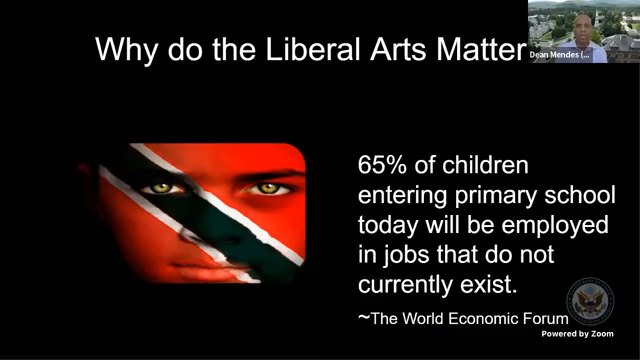 Why do the Liberal Arts Matter
Dean Mendes (...
65% of children
entering primary school
today will be employed
in jobs that do not
currently exist.
~The World Economic Forum
Powered by Zoom